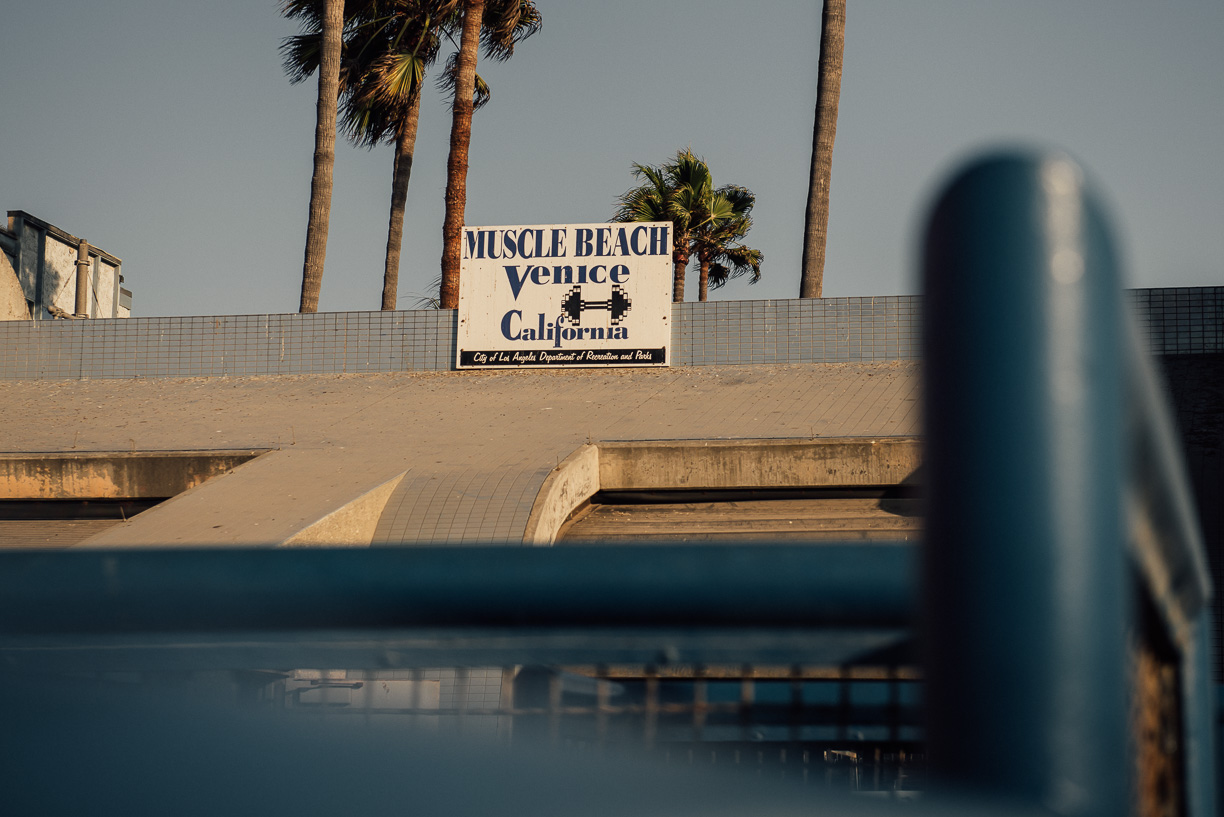 MUSCLE BEACH
Venice
California
City of Los Angeles Department of Recreation and Parks